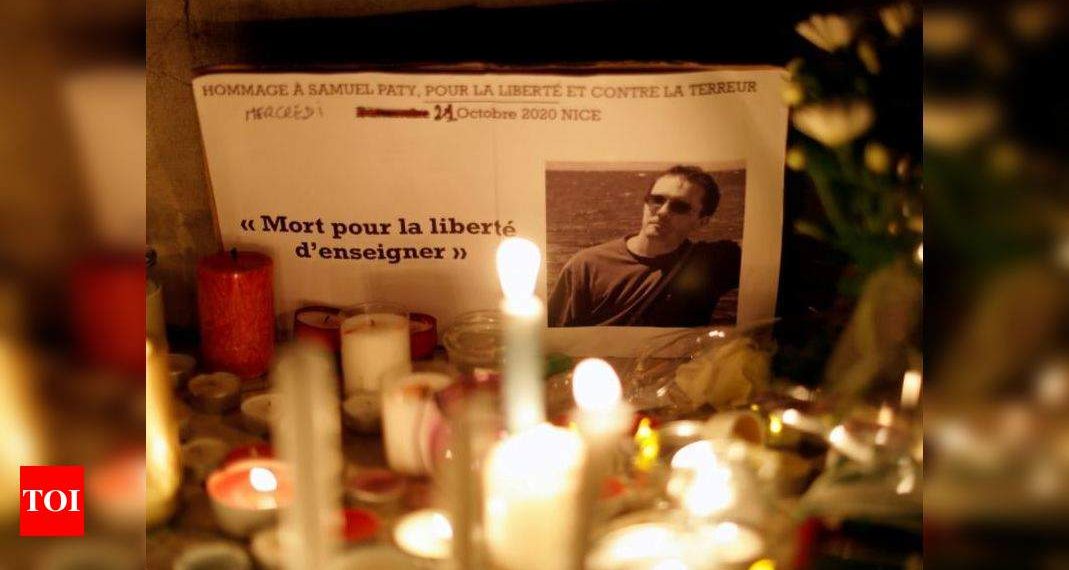 HOMMAGE À SAMUEL PATY, POUR LA LIBERTÉ ET CONTRE LA TERREUR
MERCREDI 21 Octobre 2020 NICE
« Mort pour la liberté
d'enseigner »
TOI